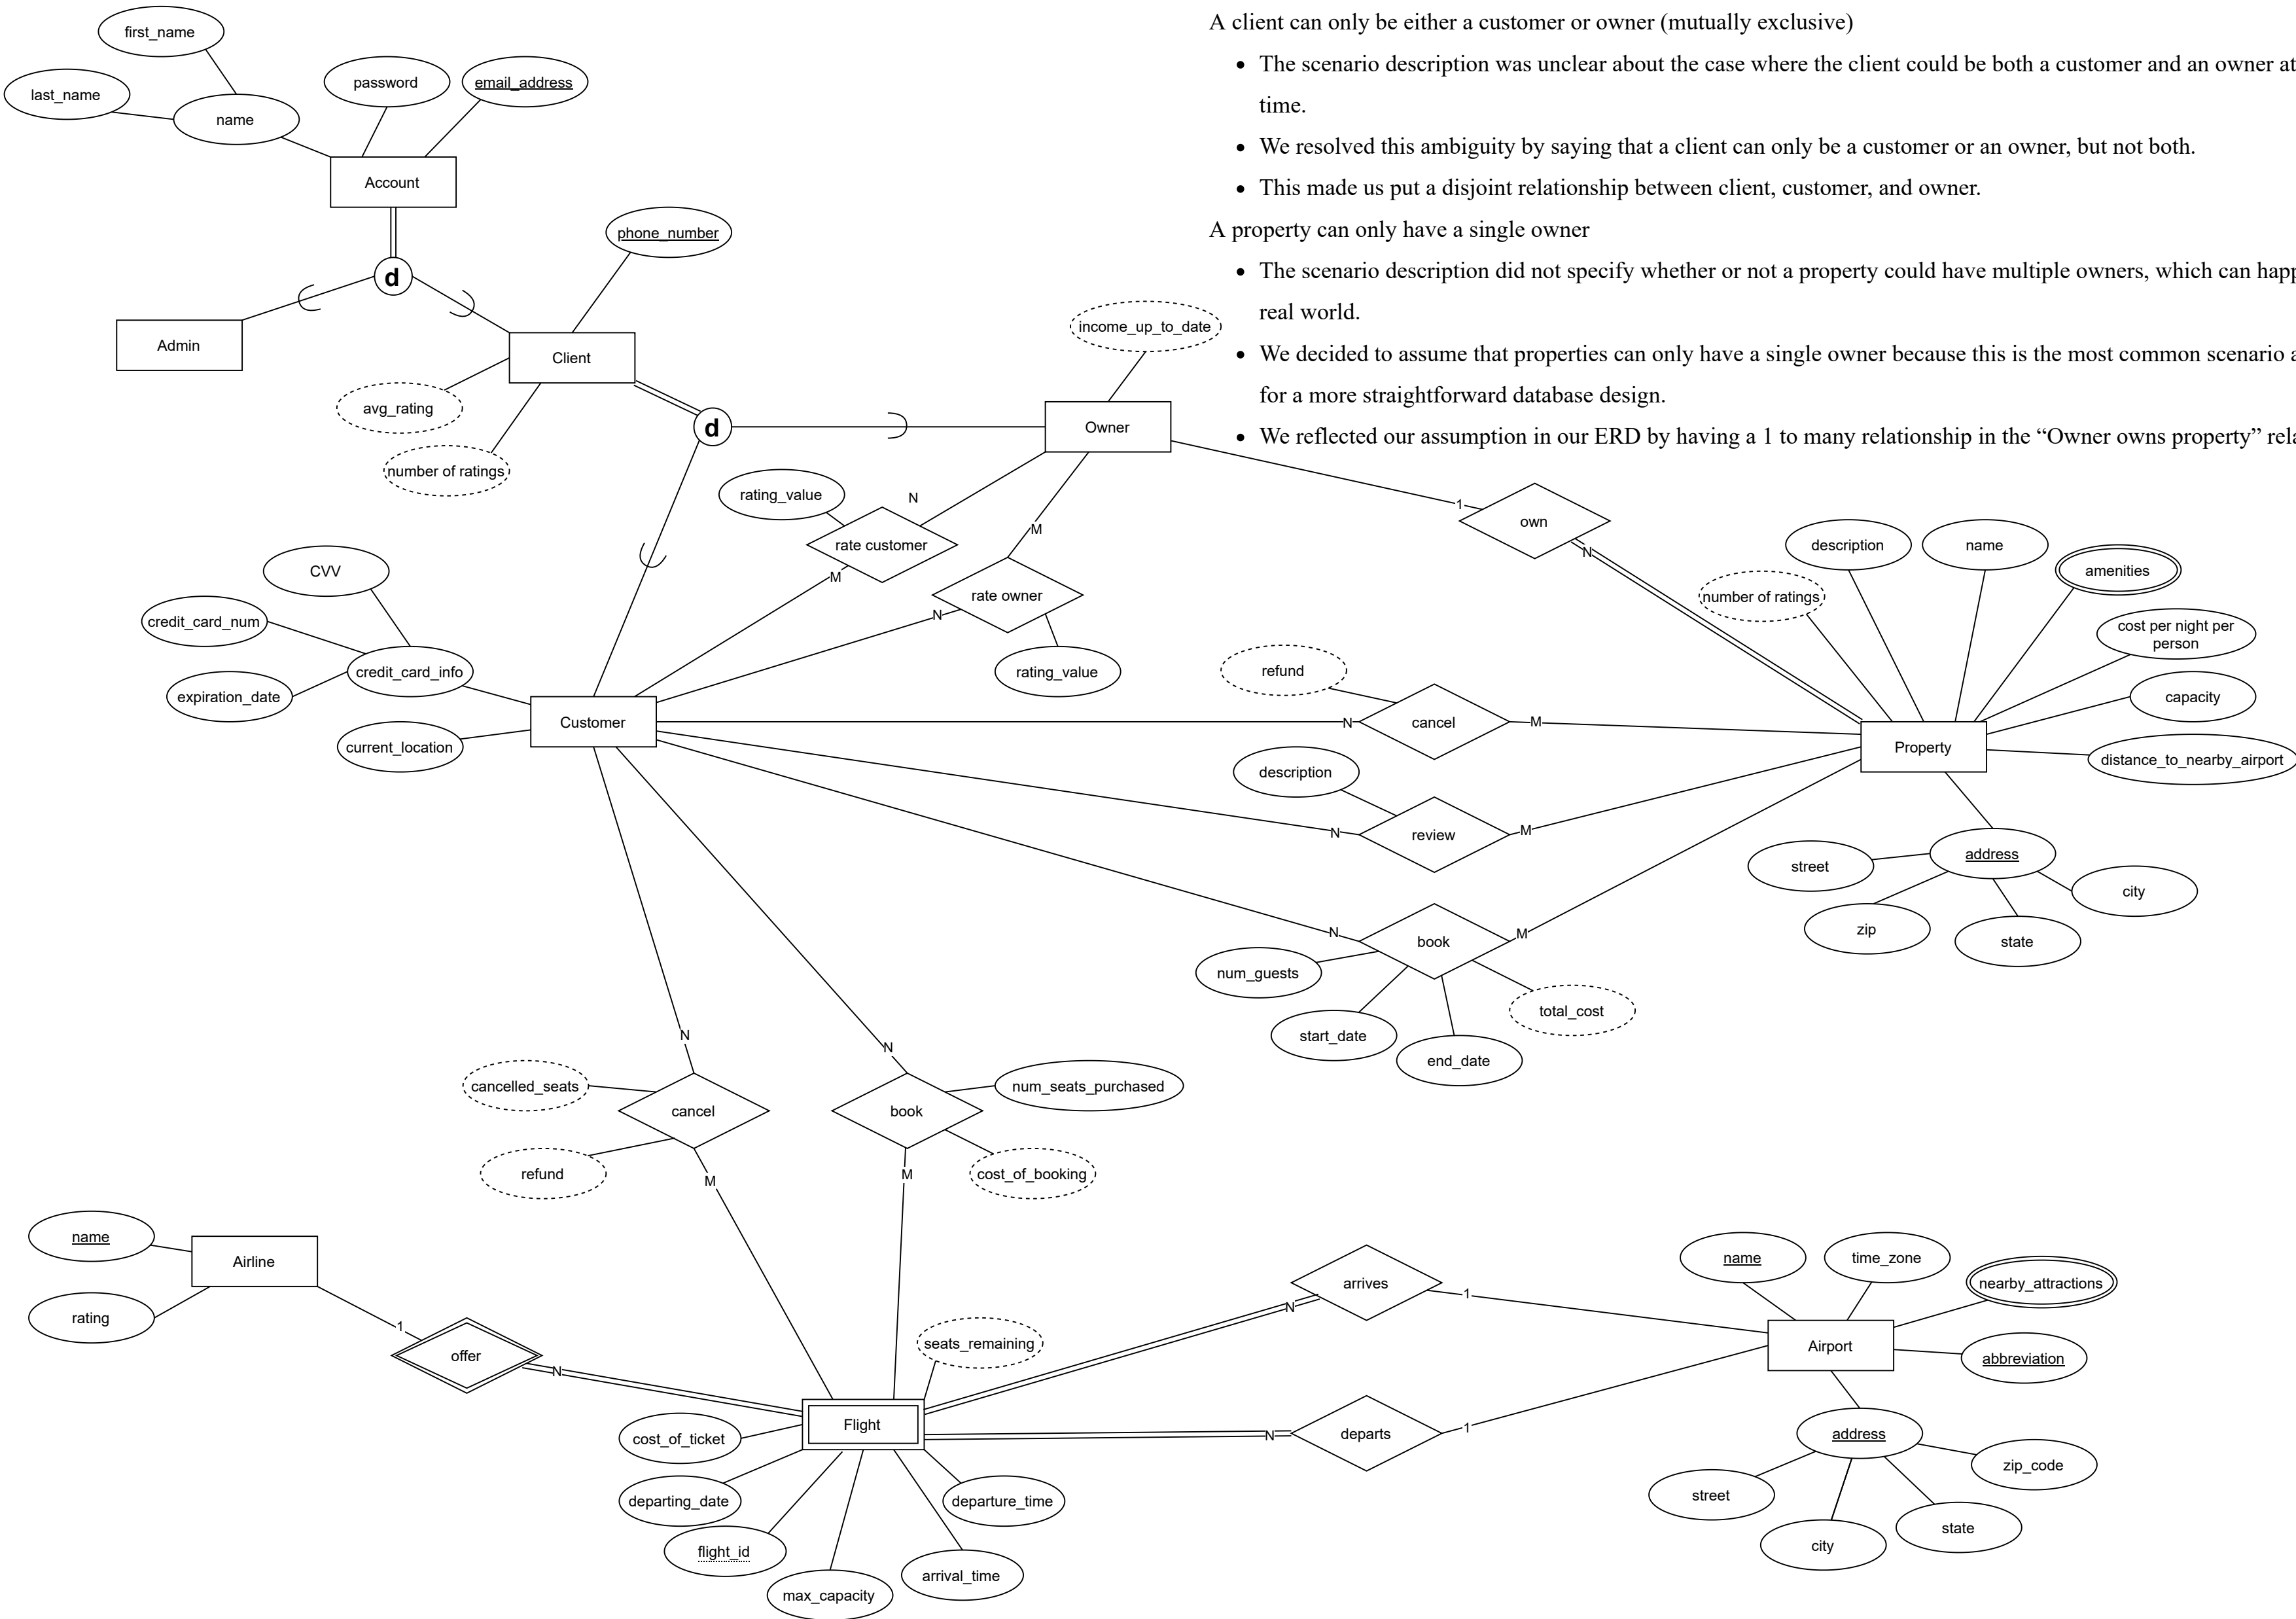 A client can only be either a customer or owner (mutually exclusive)
• The scenario description was unclear about the case where the client could be both a customer and an owner at
time.
• We resolved this ambiguity by saying that a client can only be a customer or an owner, but not both.
• This made us put a disjoint relationship between client, customer, and owner.
A property can only have a single owner
• The scenario description did not specify whether or not a property could have multiple owners, which can happ
real world.
• We decided to assume that properties can only have a single owner because this is the most common scenario a
for a more straightforward database design.
• We reflected our assumption in our ERD by having a 1 to many relationship in the “Owner owns property” rela
first_name
last_name
name
password
email_address
Account
d
Admin
phone_number
Client
avg_rating
number of ratings
d
income_up_to_date
Owner
rating_value
N
rate customer
M
M
rate owner
N
rating_value
1
own
N
CVV
credit_card_num
credit_card_info
expiration_date
current_location
Customer
refund
N
cancel
M
description
N
review
M
N
book
M
num_guests
start_date
end_date
total_cost
number of ratings
description
name
amenities
cost per night per
person
capacity
distance_to_nearby_airport
Property
address
street
zip
state
city
N
cancelled_seats
cancel
refund
M
N
book
num_seats_purchased
cost_of_booking
M
name
rating
Airline
1
offer
N
seats_remaining
Flight
cost_of_ticket
departing_date
flight_id
max_capacity
arrival_time
departure_time
N
arrives
1
N
departs
1
name
time_zone
nearby_attractions
abbreviation
Airport
address
street
city
state
zip_code